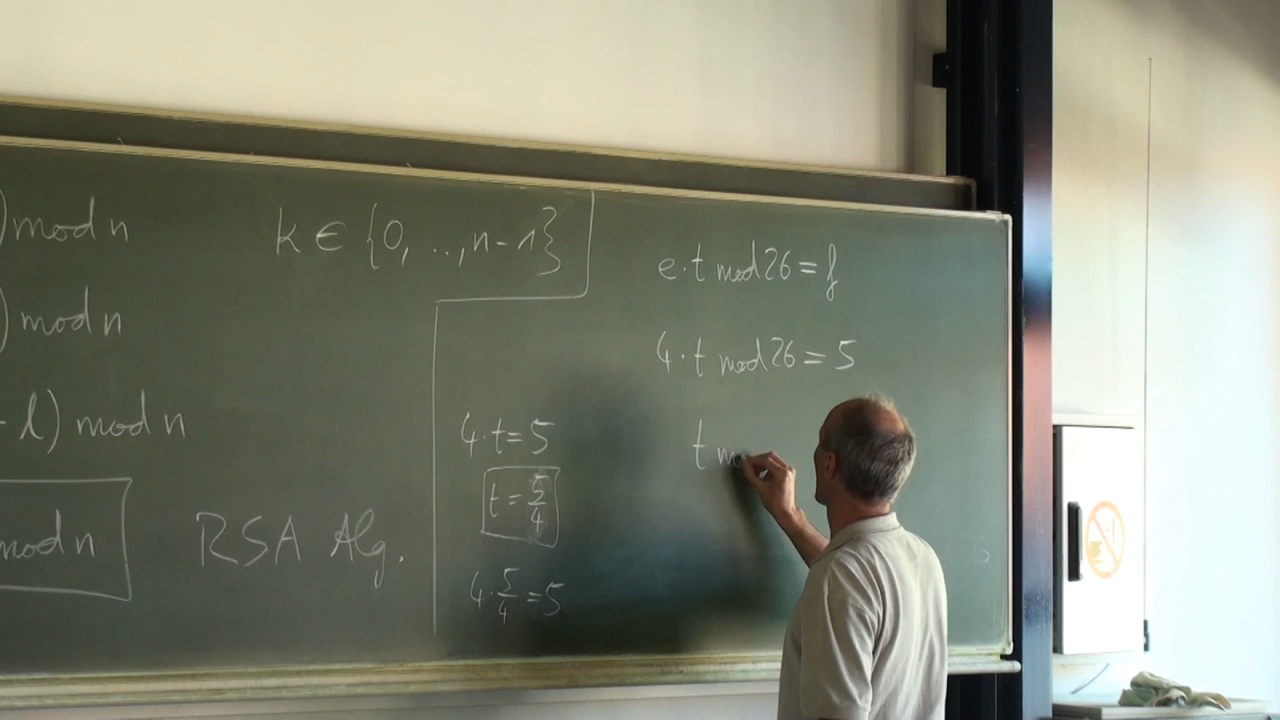 ) mod n
k ∈ {0, .., n-1}
) mod n
- l) mod n
mod n
RSA Alg.
4·t=5
t=5/4
4·5/4=5
e·t mod 26 = f
4·t mod 26 = 5
t m